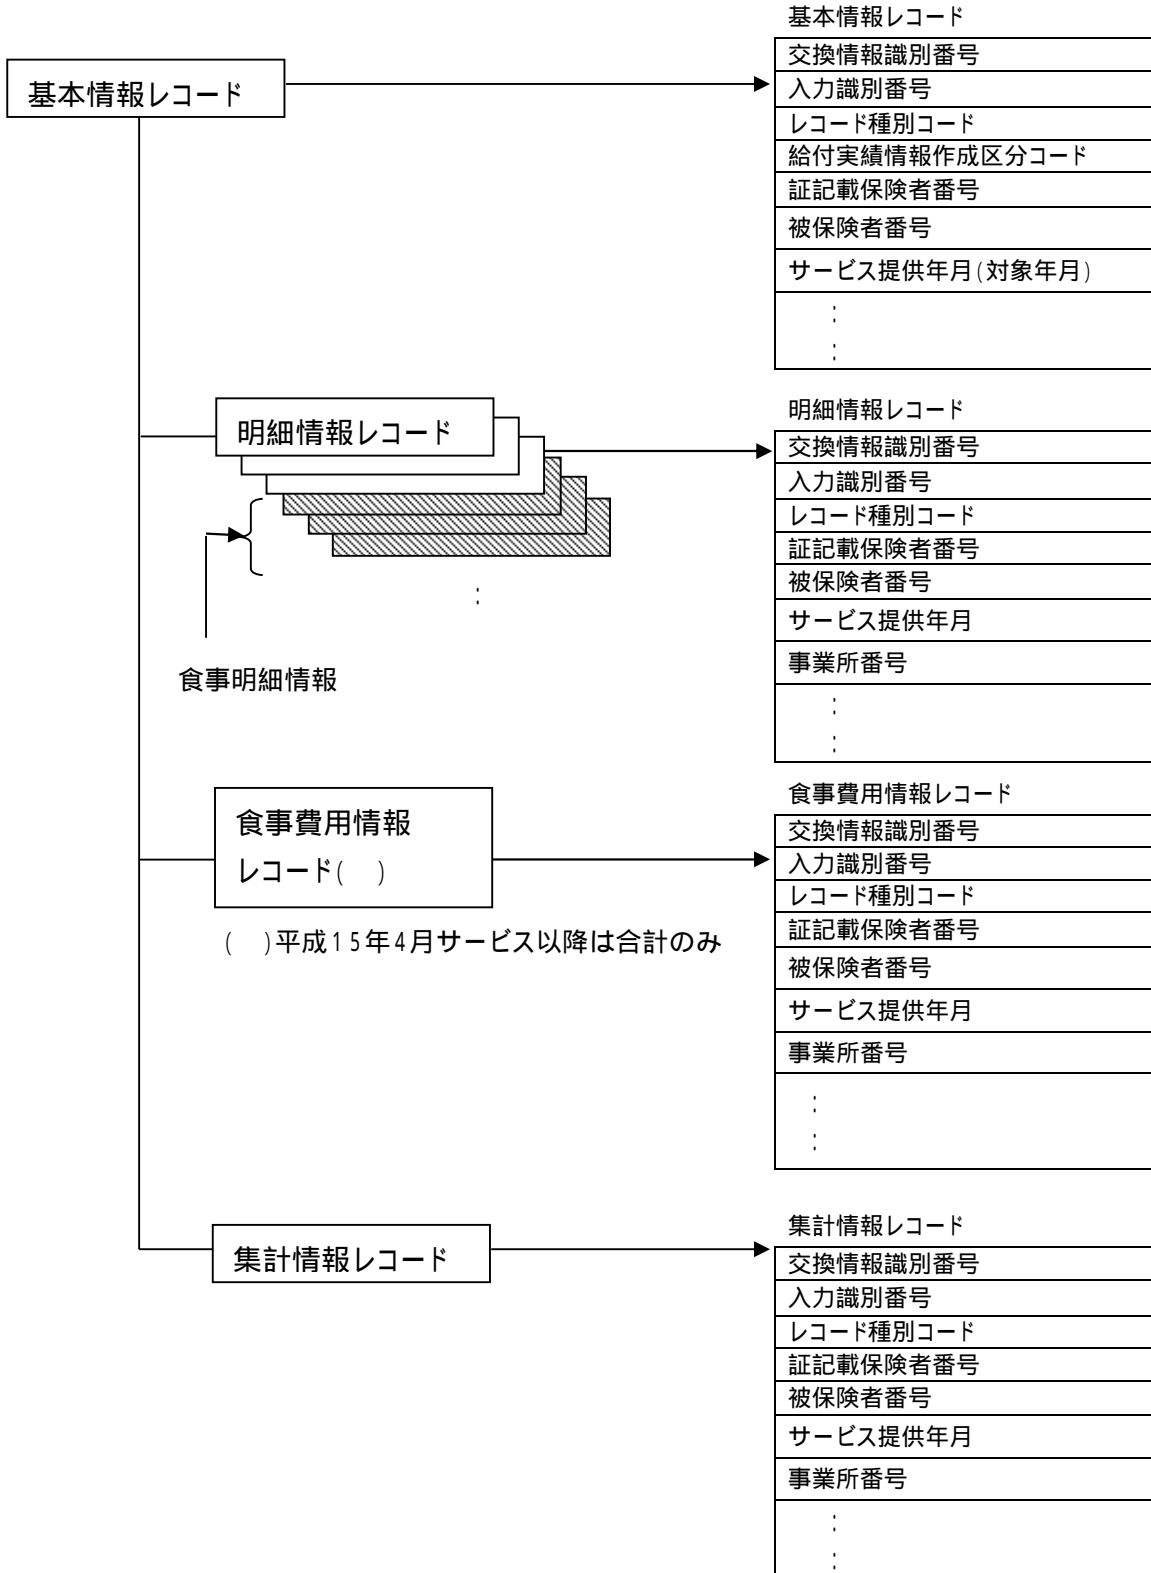 基本情報レコード
基本情報レコード
交換情報識別番号
入力識別番号
レコード種別コード
給付実績情報作成区分コード
証記載保険者番号
被保険者番号
サービス提供年月(対象年月)
:
:
明細情報レコード
:
食事明細情報
明細情報レコード
交換情報識別番号
入力識別番号
レコード種別コード
証記載保険者番号
被保険者番号
サービス提供年月
事業所番号
:
:
食事費用情報
レコード(　)
(　)平成15年4月サービス以降は合計のみ
食事費用情報レコード
交換情報識別番号
入力識別番号
レコード種別コード
証記載保険者番号
被保険者番号
サービス提供年月
事業所番号
:
:
集計情報レコード
集計情報レコード
交換情報識別番号
入力識別番号
レコード種別コード
証記載保険者番号
被保険者番号
サービス提供年月
事業所番号
:
: